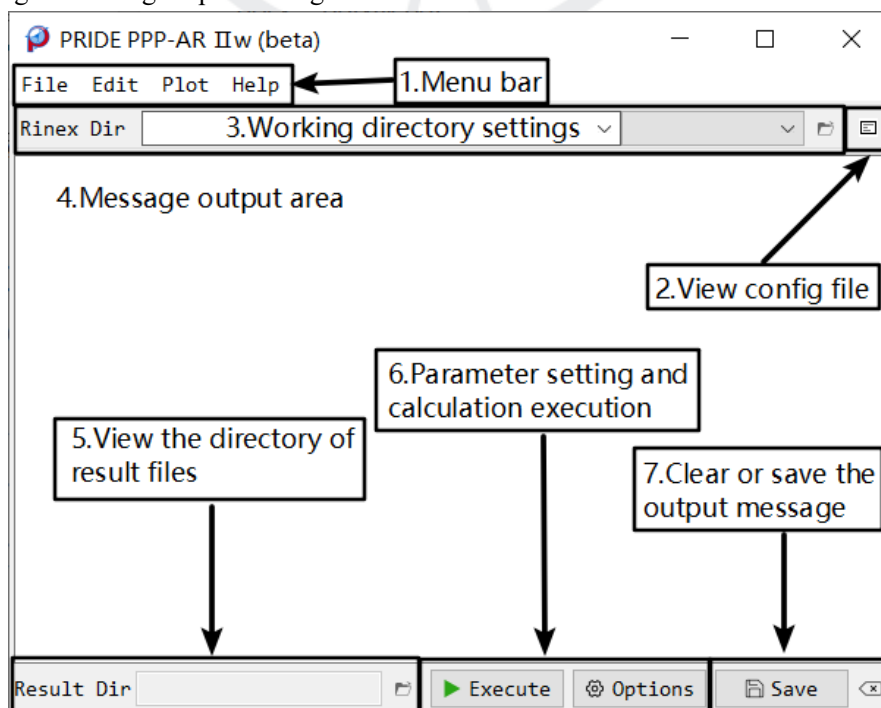 PRIDE PPP-AR IIw (beta)
File Edit Plot Help
1.Menu bar
Rinex Dir
3.Working directory settings
4.Message output area
2.View config file
6.Parameter setting and
calculation execution
5.View the directory of
result files
7.Clear or save the
output message
Result Dir
Execute
Options
Save